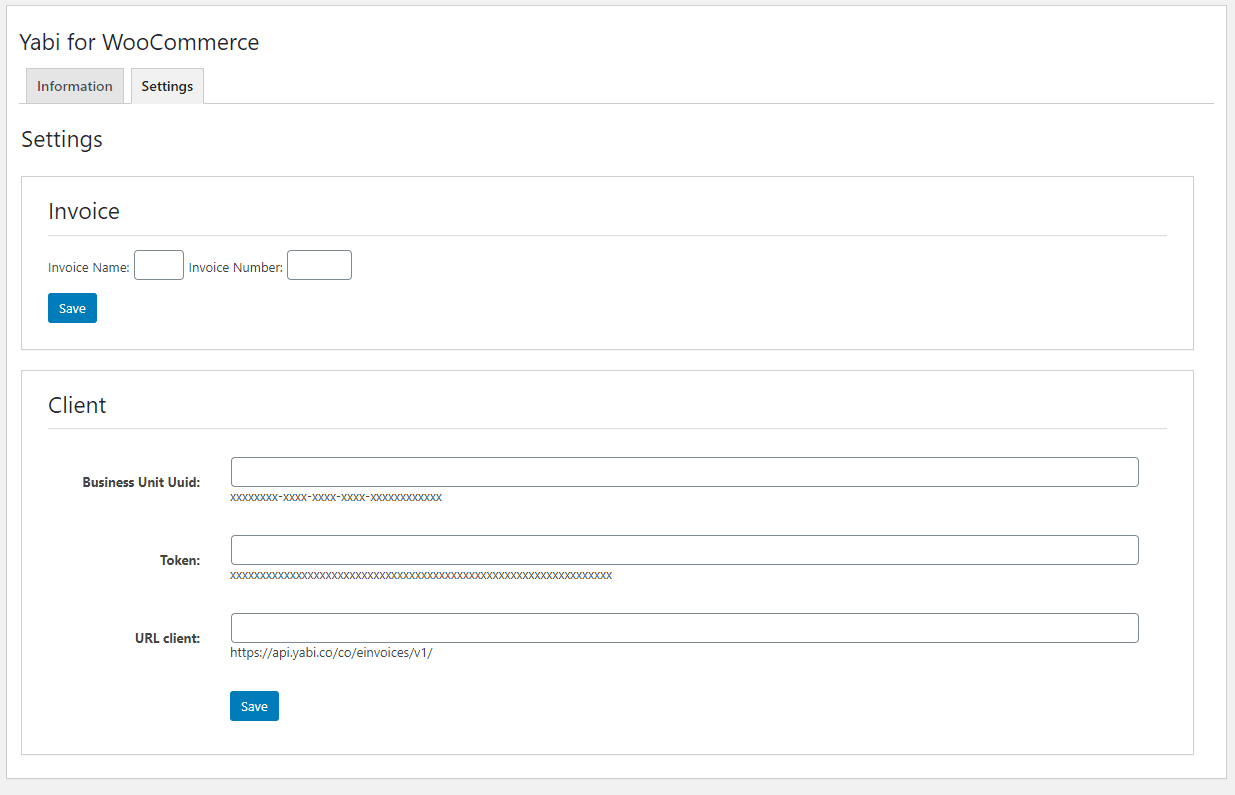 Yabi for WooCommerce
Information Settings
Settings
Invoice
Invoice Name: Invoice Number:
Save
Client
Business Unit Uuid:
xxxxxxxx-xxxx-xxxx-xxxx-xxxxxxxxxxxx
Token:
xxxxxxxxxxxxxxxxxxxxxxxxxxxxxxxxxxxxxxxxxxxxxxxxxxxxxxxxxxxxxxxx
URL client:
https://api.yabi.co/co/einvoices/v1/
Save